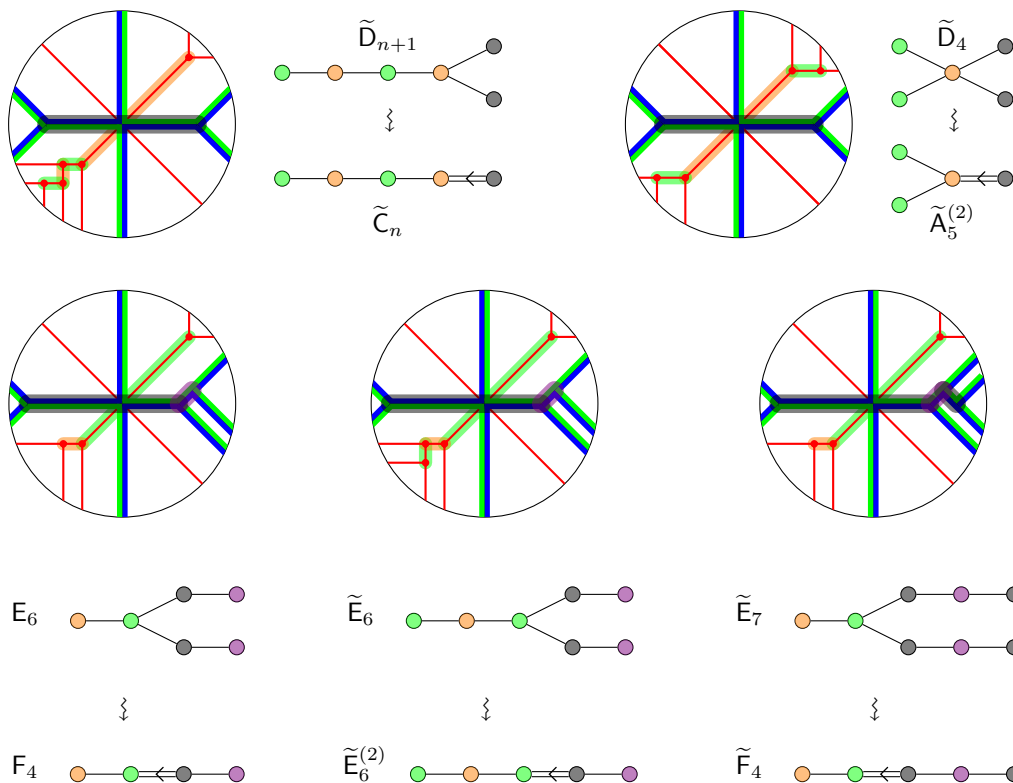 D̃ₙ₊₁
D̃₄
C̃ₙ
Ã₅⁽²⁾
E₆
Ẽ₆
Ẽ₇
F₄
Ẽ₆⁽²⁾
F̃₄